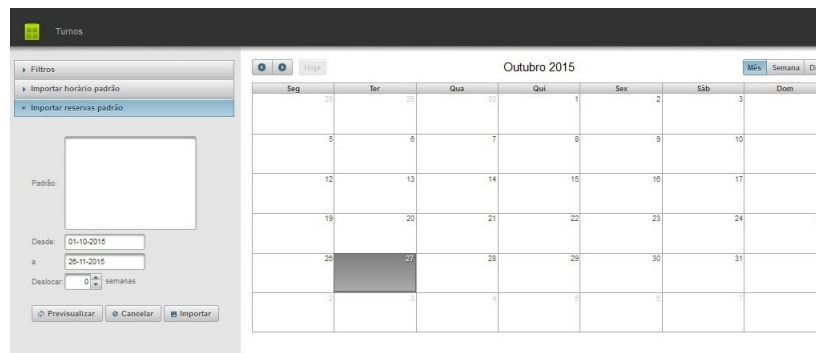 Turnos
Filtros
Importar horário padrão
Importar reservas padrão
Padrão:
Desde: 01-10-2015
a 26-11-2015
Deslocar: 0 semanas
Previsualizar Cancelar Importar
Hoje Outubro 2015 Mês Semana Di
Seg Ter Qua Qui Sex Sáb Dom
28 29 30 1 2 3
5 6 7 8 9 10
12 13 14 15 16 17
19 20 21 22 23 24
26 27 28 29 30 31
2 3 4 5 6 7